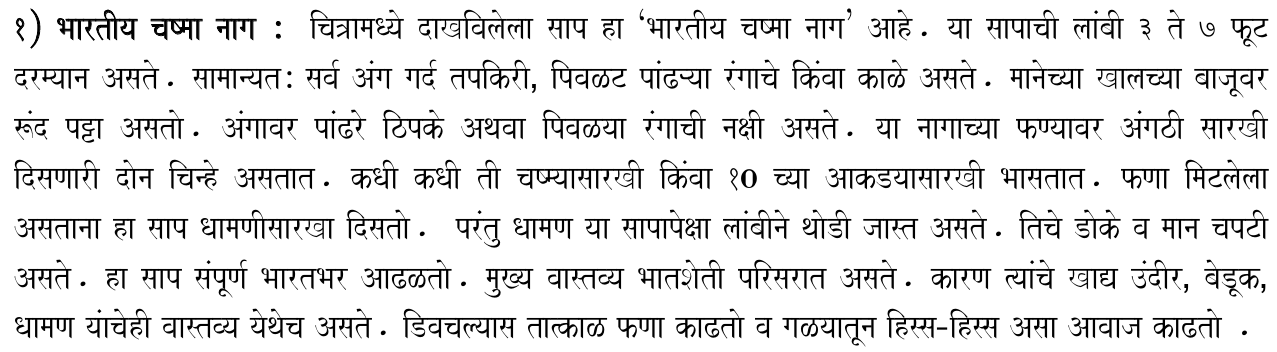 १) भारतीय चष्मा नाग : चित्रामध्ये दाखविलेला साप हा ‘भारतीय चष्मा नाग’ आहे. या सापाची लांबी ३ ते ७ फूट
दरम्यान असते. सामान्यत: सर्व अंग गर्द तपकिरी, पिवळट पांढऱ्या रंगाचे किंवा काळे असते. मानेच्या खालच्या बाजूवर
रूंद पट्टा असतो. अंगावर पांढरे ठिपके अथवा पिवळया रंगाची नक्षी असते. या नागाच्या फण्यावर अंगठी सारखी
दिसणारी दोन चिन्हे असतात. कधी कधी ती चष्म्यासारखी किंवा १0 च्या आकडयासारखी भासतात. फणा मिटलेला
असताना हा साप धामणीसारखा दिसतो. परंतु धामण या सापापेक्षा लांबीने थोडी जास्त असते. तिचे डोके व मान चपटी
असते. हा साप संपूर्ण भारतभर आढळतो. मुख्य वास्तव्य भातशेती परिसरात असते. कारण त्यांचे खाद्य उंदीर, बेडूक,
धामण यांचेही वास्तव्य येथेच असते. डिवचल्यास तात्काळ फणा काढतो व गळयातून हिस्स-हिस्स असा आवाज काढतो .